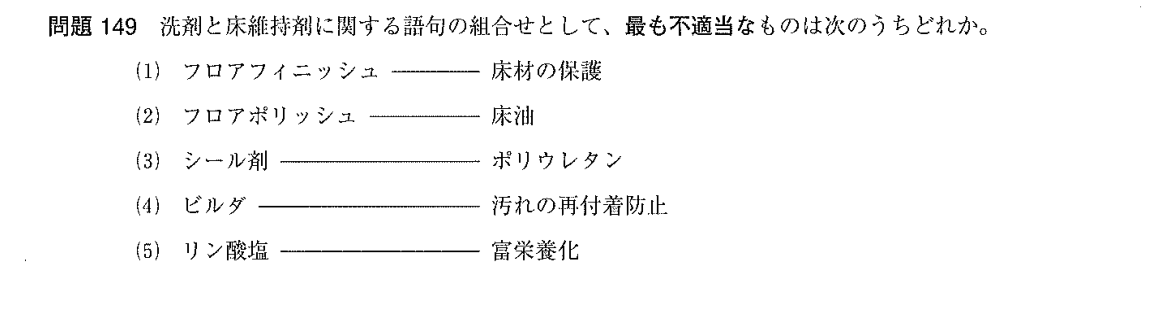 問題 149 洗剤と床維持剤に関する語句の組合せとして、最も不適当なものは次のうちどれか。
(1) フロアフィニッシュ ———— 床材の保護
(2) フロアポリッシュ ———— 床油
(3) シール剤 ———— ポリウレタン
(4) ビルダ ———— 汚れの再付着防止
(5) リン酸塩 ———— 富栄養化